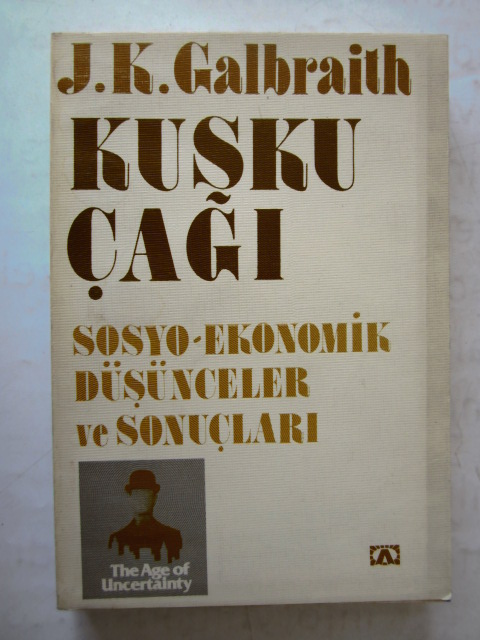 J.K.Galbraith
KUŞKU
ÇAĞI
SOSYO-EKONOMİK
DÜŞÜNCELER
ve SONUÇLARI
The Age of
Uncertainty